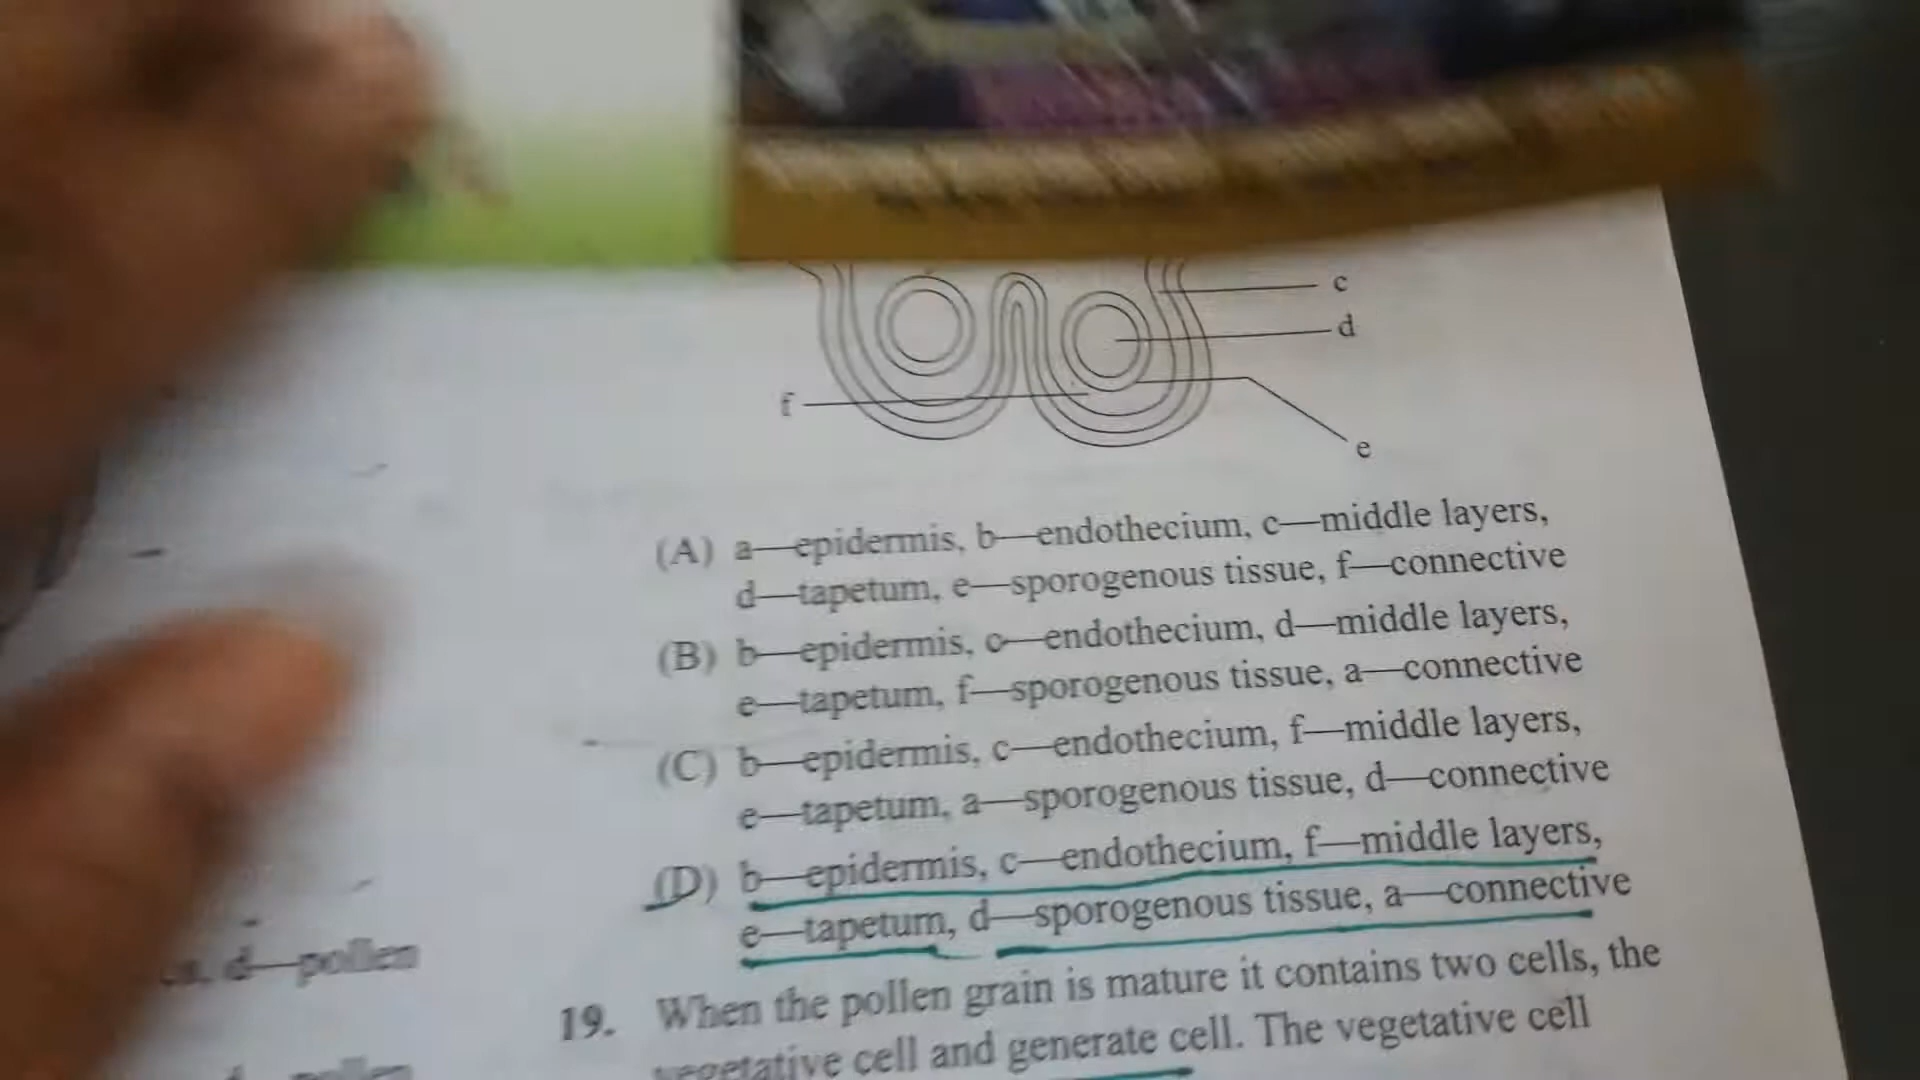 c
d
f
e
(A) a—epidermis, b—endothecium, c—middle layers,
d—tapetum, e—sporogenous tissue, f—connective
(B) b—epidermis, c—endothecium, d—middle layers,
e—tapetum, f—sporogenous tissue, a—connective
(C) b—epidermis, c—endothecium, f—middle layers,
e—tapetum, a—sporogenous tissue, d—connective
(D) b—epidermis, c—endothecium, f—middle layers,
e—tapetum, d—sporogenous tissue, a—connective
d—pollen
19. When the pollen grain is mature it contains two cells, the
vegetative cell and generate cell. The vegetative cell
pollen